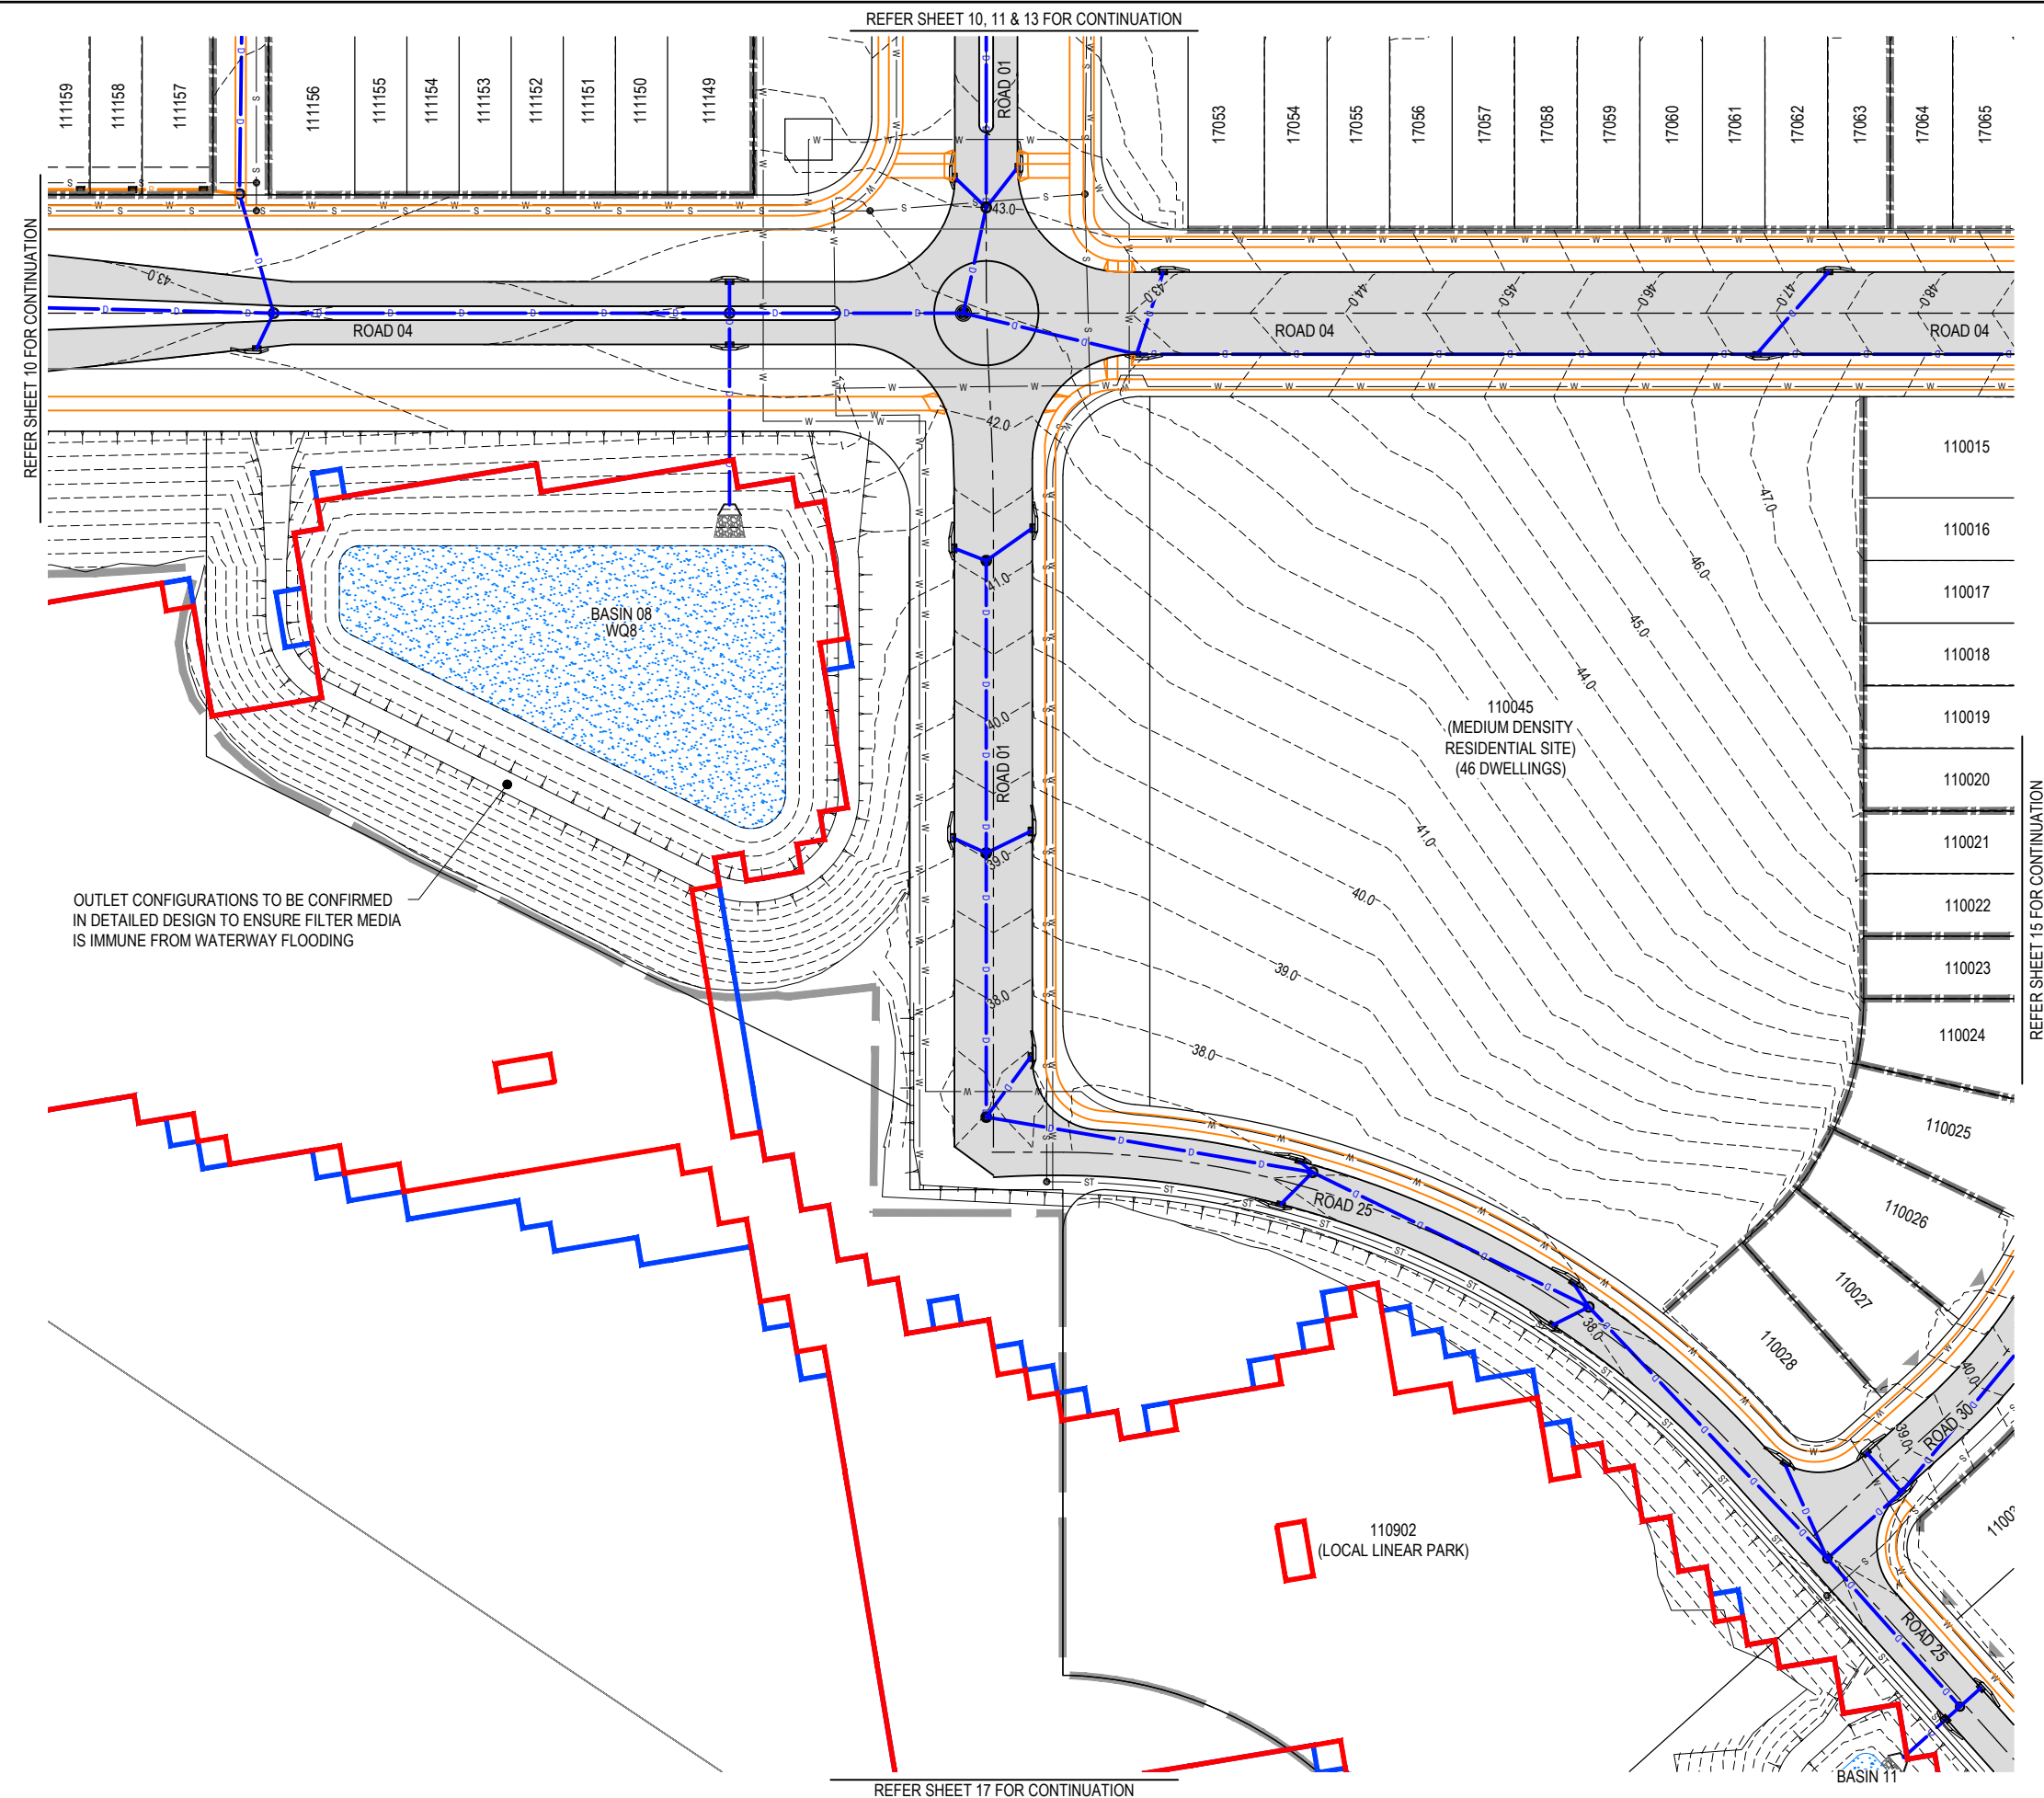 REFER SHEET 10, 11 & 13 FOR CONTINUATION
111159
111158
111157
111156
111155
111154
111153
111152
111151
111150
111149
ROAD 01
17053
17054
17055
17056
17057
17058
17059
17060
17061
17062
17063
17064
17065
REFER SHEET 10 FOR CONTINUATION
43.0
43.0
43.0
44.0
45.0
46.0
47.0
48.0
ROAD 04
ROAD 04
ROAD 04
42.0
110015
47.0
110016
46.0
110017
41.0
BASIN 08
WQ8
45.0
110018
44.0
110045
(MEDIUM DENSITY
RESIDENTIAL SITE)
(46 DWELLINGS)
110019
40.0
ROAD 01
110020
41.0
110021
39.0
40.0
110022
OUTLET CONFIGURATIONS TO BE CONFIRMED
IN DETAILED DESIGN TO ENSURE FILTER MEDIA
IS IMMUNE FROM WATERWAY FLOODING
REFER SHEET 15 FOR CONTINUATION
39.0
110023
38.0
110024
38.0
110025
ROAD 25
110026
110027
38.0
110028
40.0
39.0
ROAD 30
110902
(LOCAL LINEAR PARK)
ROAD 25
BASIN 11
REFER SHEET 17 FOR CONTINUATION